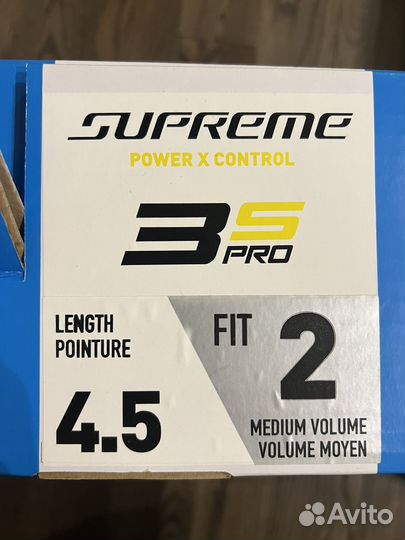 SUPREME
POWER X CONTROL
3S PRO
LENGTH
POINTURE
4.5
FIT 2
MEDIUM VOLUME
VOLUME MOYEN
Avito